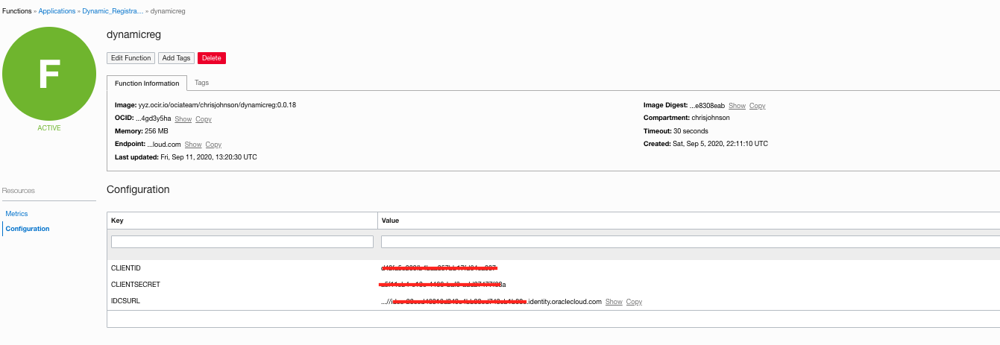 Functions » Applications » Dynamic_Registra... » dynamicreg
F
ACTIVE
dynamicreg
Edit Function Add Tags Delete
Function Information Tags
Image: yyz.ocir.io/ociateam/chrisjohnson/dynamicreg:0.0.18
OCID: ...4gd3y5ha Show Copy
Memory: 256 MB
Endpoint: ...loud.com Show Copy
Last updated: Fri, Sep 11, 2020, 13:20:30 UTC
Image Digest: ...e8308eab Show Copy
Compartment: chrisjohnson
Timeout: 30 seconds
Created: Sat, Sep 5, 2020, 22:11:10 UTC
Resources
Metrics
Configuration
Configuration
Key Value
CLIENTID
CLIENTSECRET
IDCSURL ...//i .identity.oraclecloud.com Show Copy